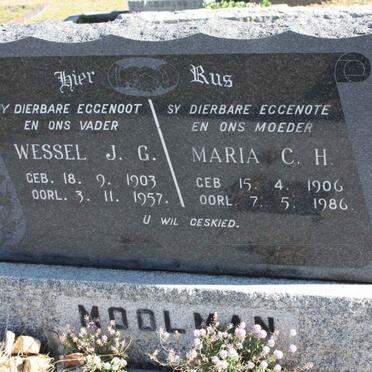 Hier Rus
SY DIERBARE EGGENOOT
EN ONS VADER
WESSEL J. G.
GEB. 18. 9. 1903
OORL. 3. 11. 1957.
SY DIERBARE EGGENOTE
EN ONS MOEDER
MARIA C. H.
GEB 15. 4. 1906
OORL. 7. 5. 1986.
U WIL GESKIED.
MOOLMAN